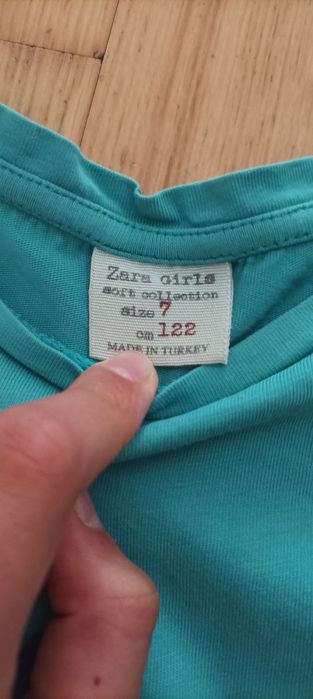 Zara Girls
soft collection
size 7
cm 122
MADE IN TURKEY